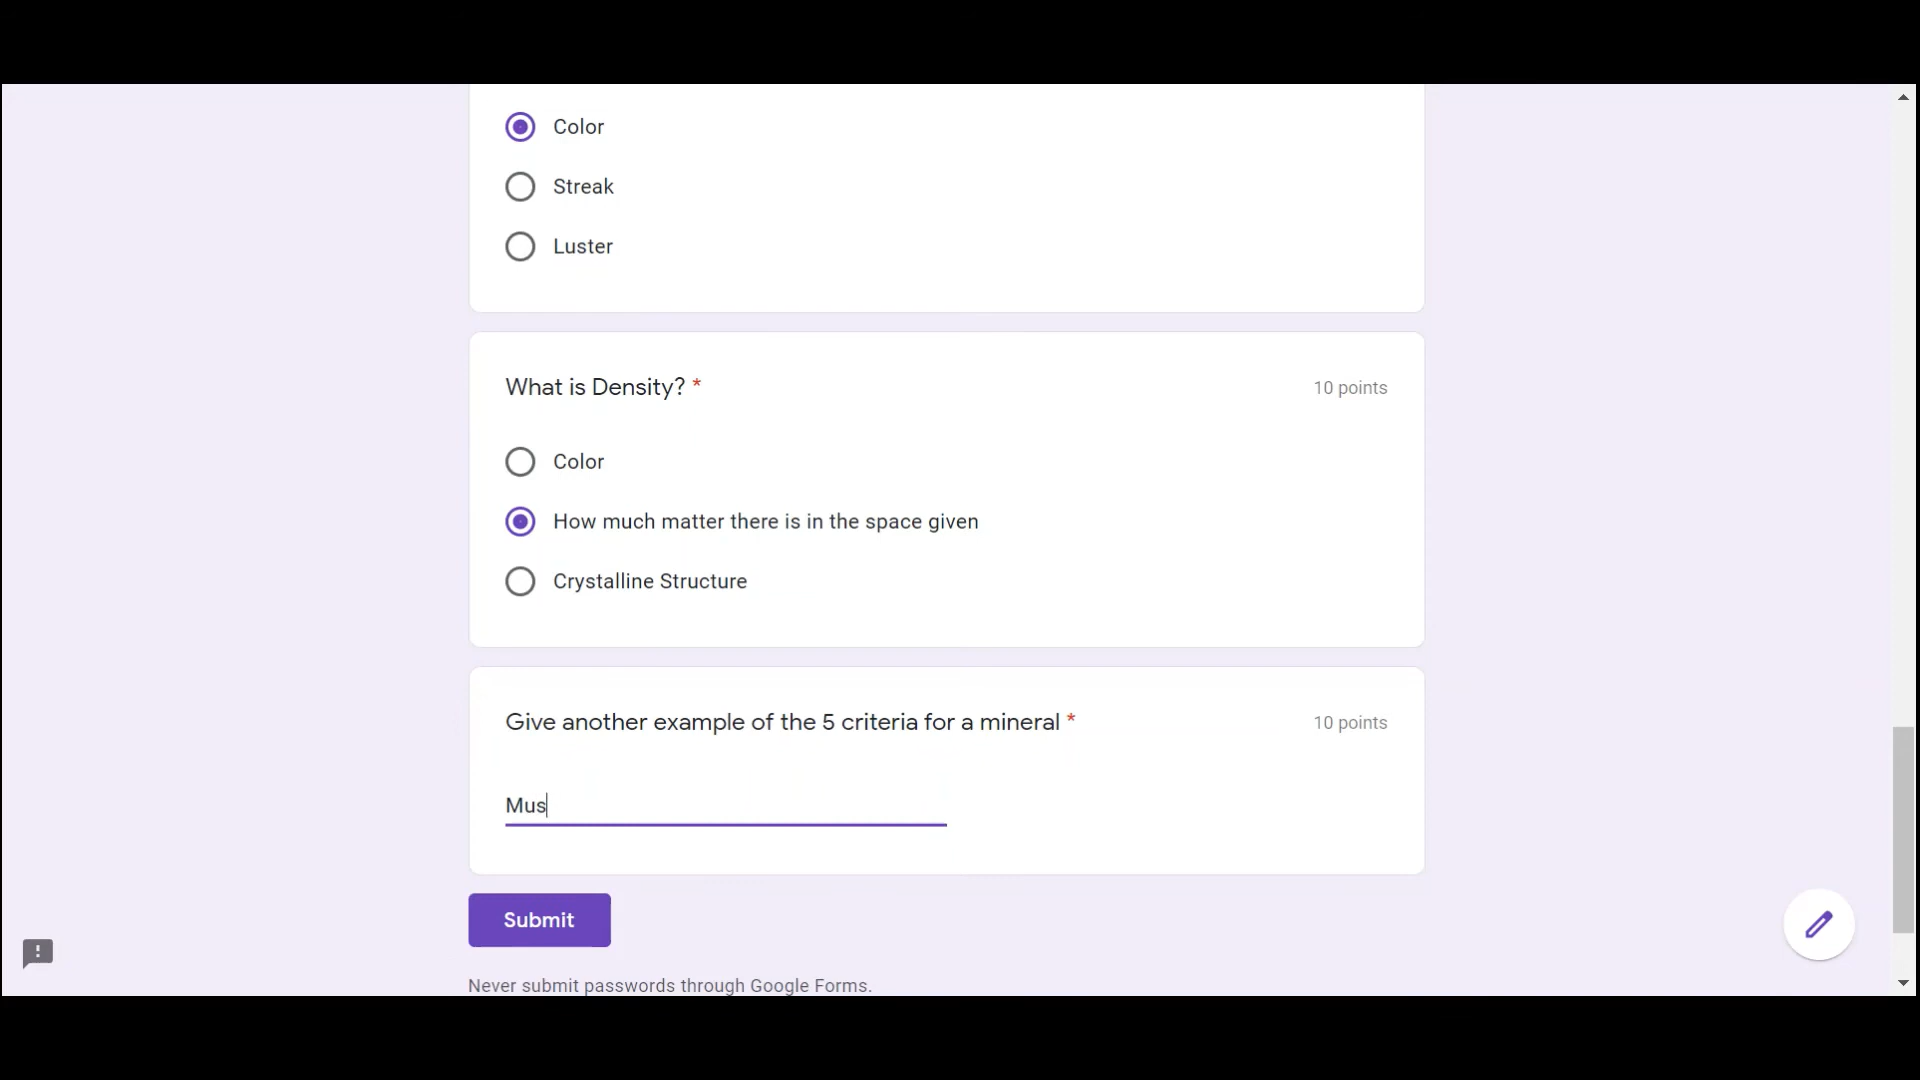 Color
Streak
Luster
What is Density? *
10 points
Color
How much matter there is in the space given
Crystalline Structure
Give another example of the 5 criteria for a mineral *
10 points
Mus
Submit
Never submit passwords through Google Forms.